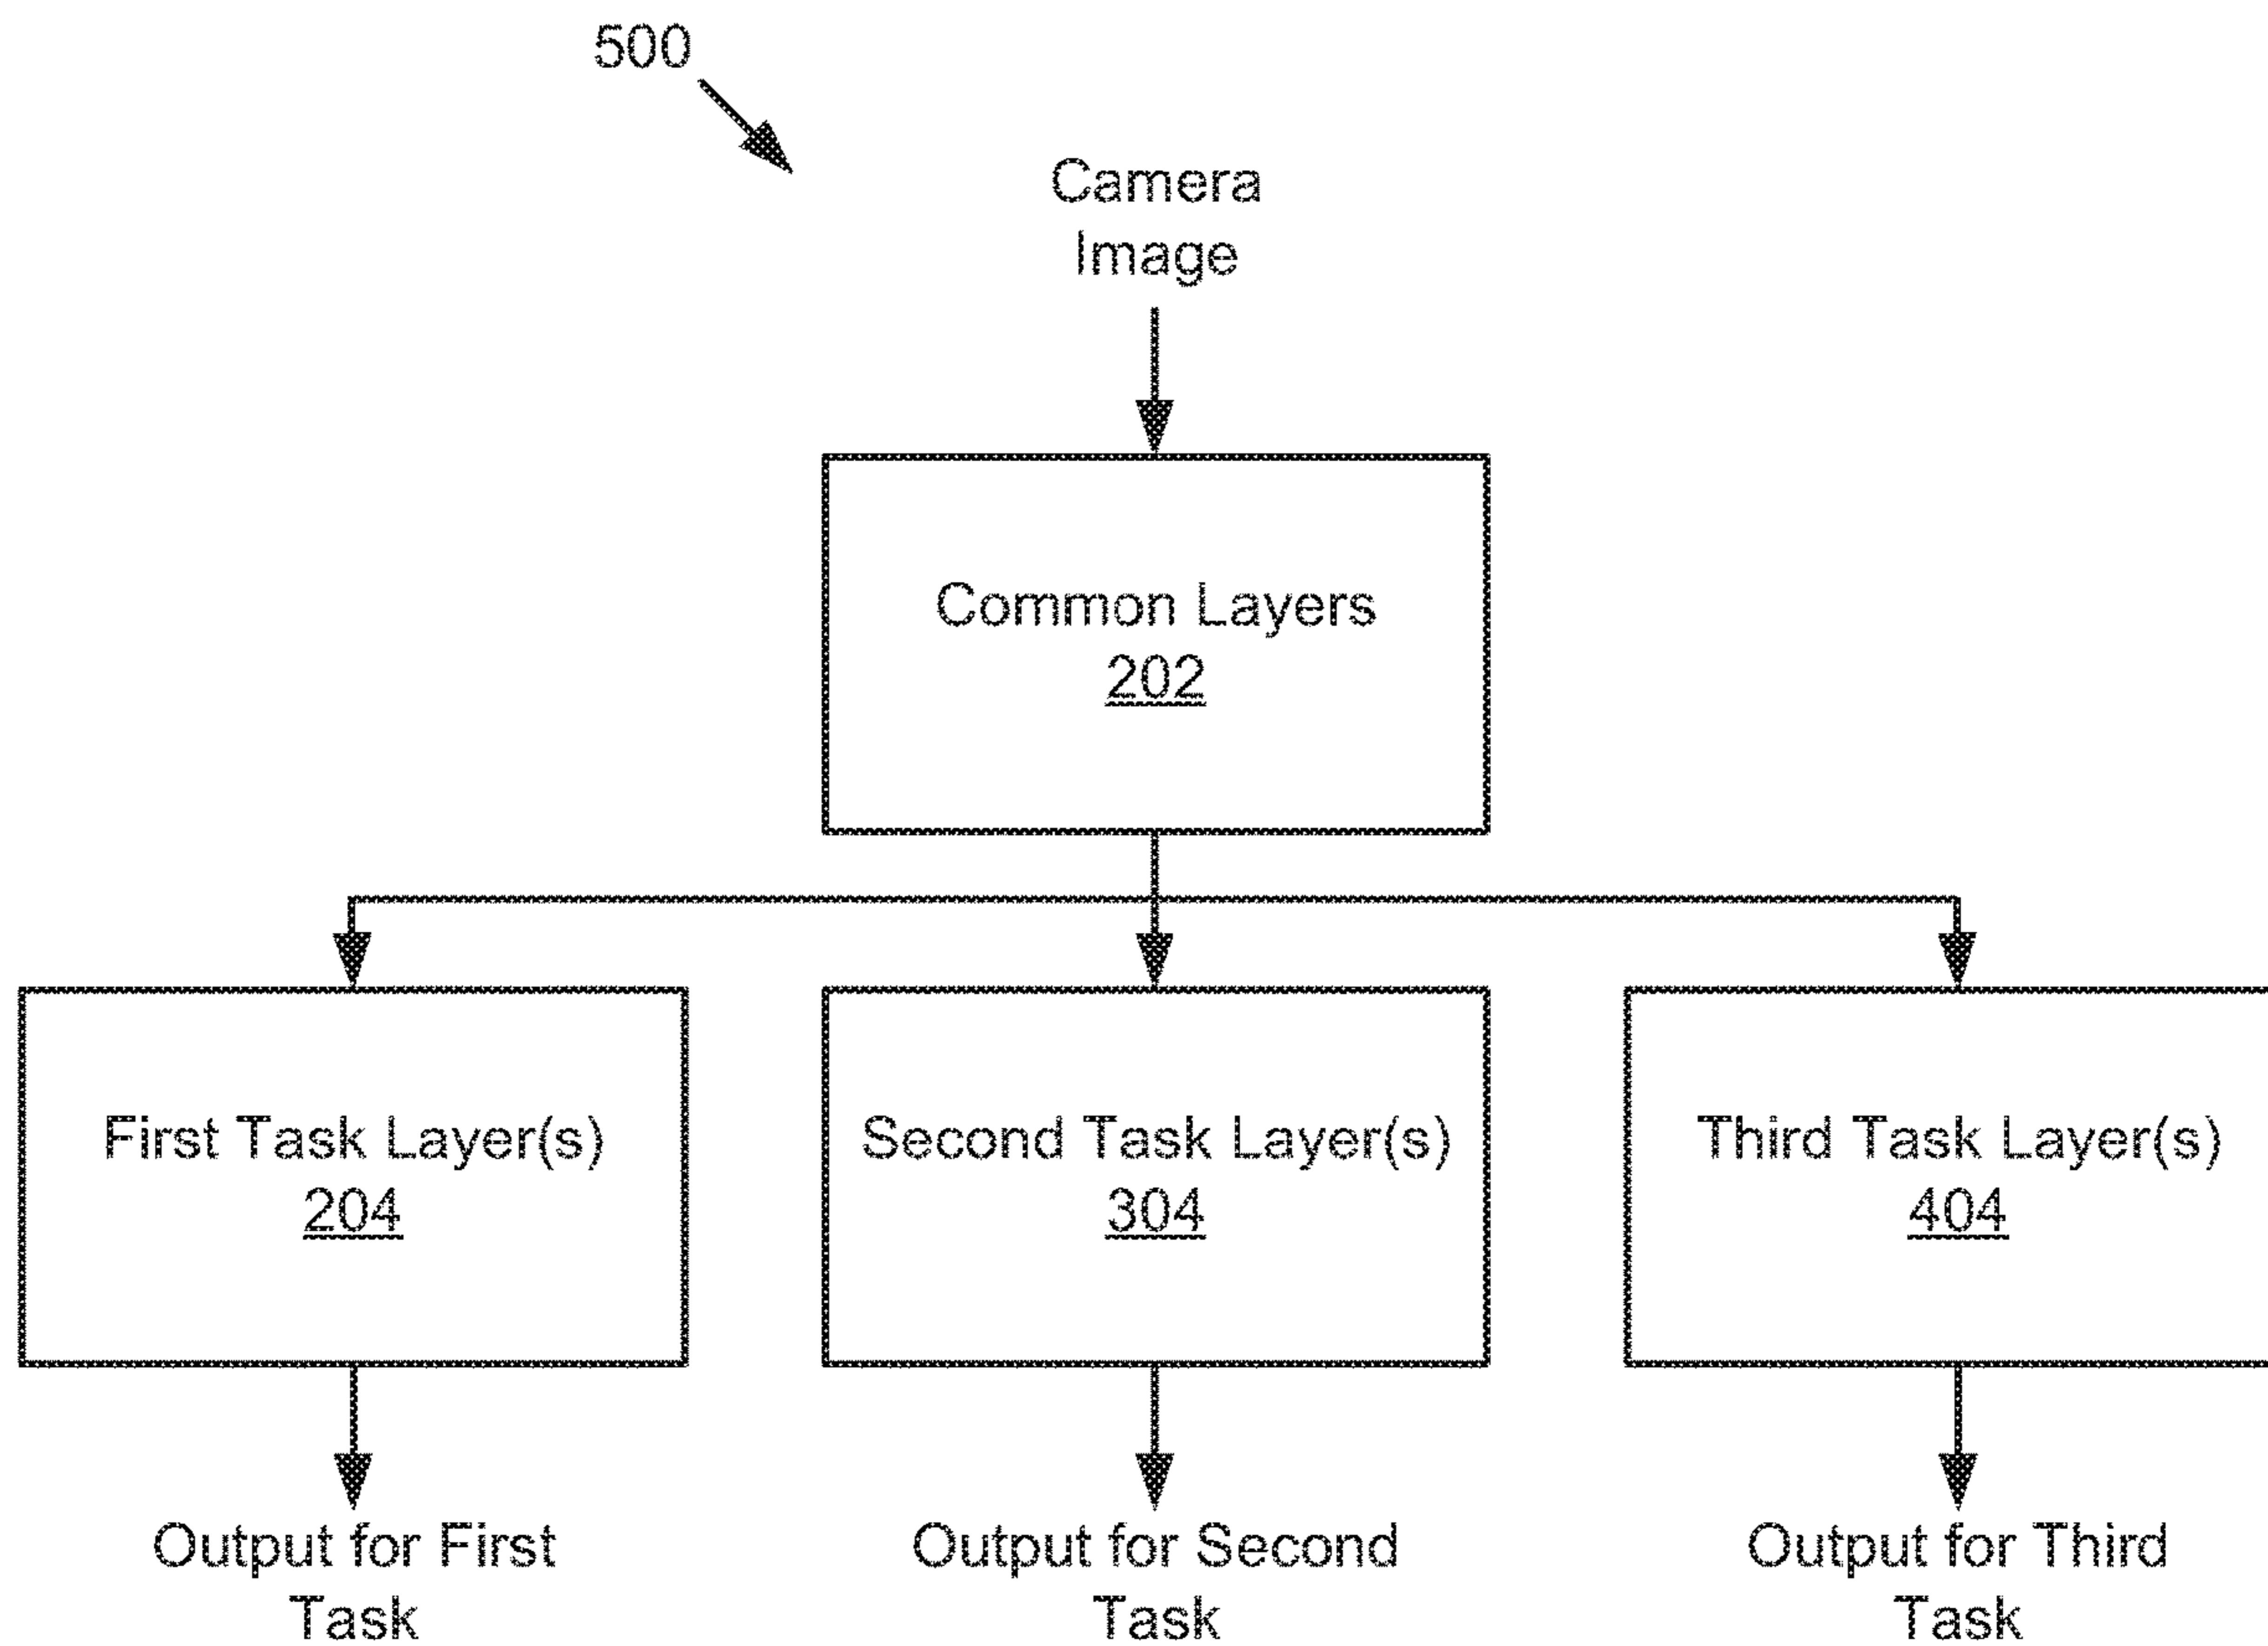 500
Camera
Image
Common Layers
202
First Task Layer(s)
204
Second Task Layer(s)
304
Third Task Layer(s)
404
Output for First
Task
Output for Second
Task
Output for Third
Task